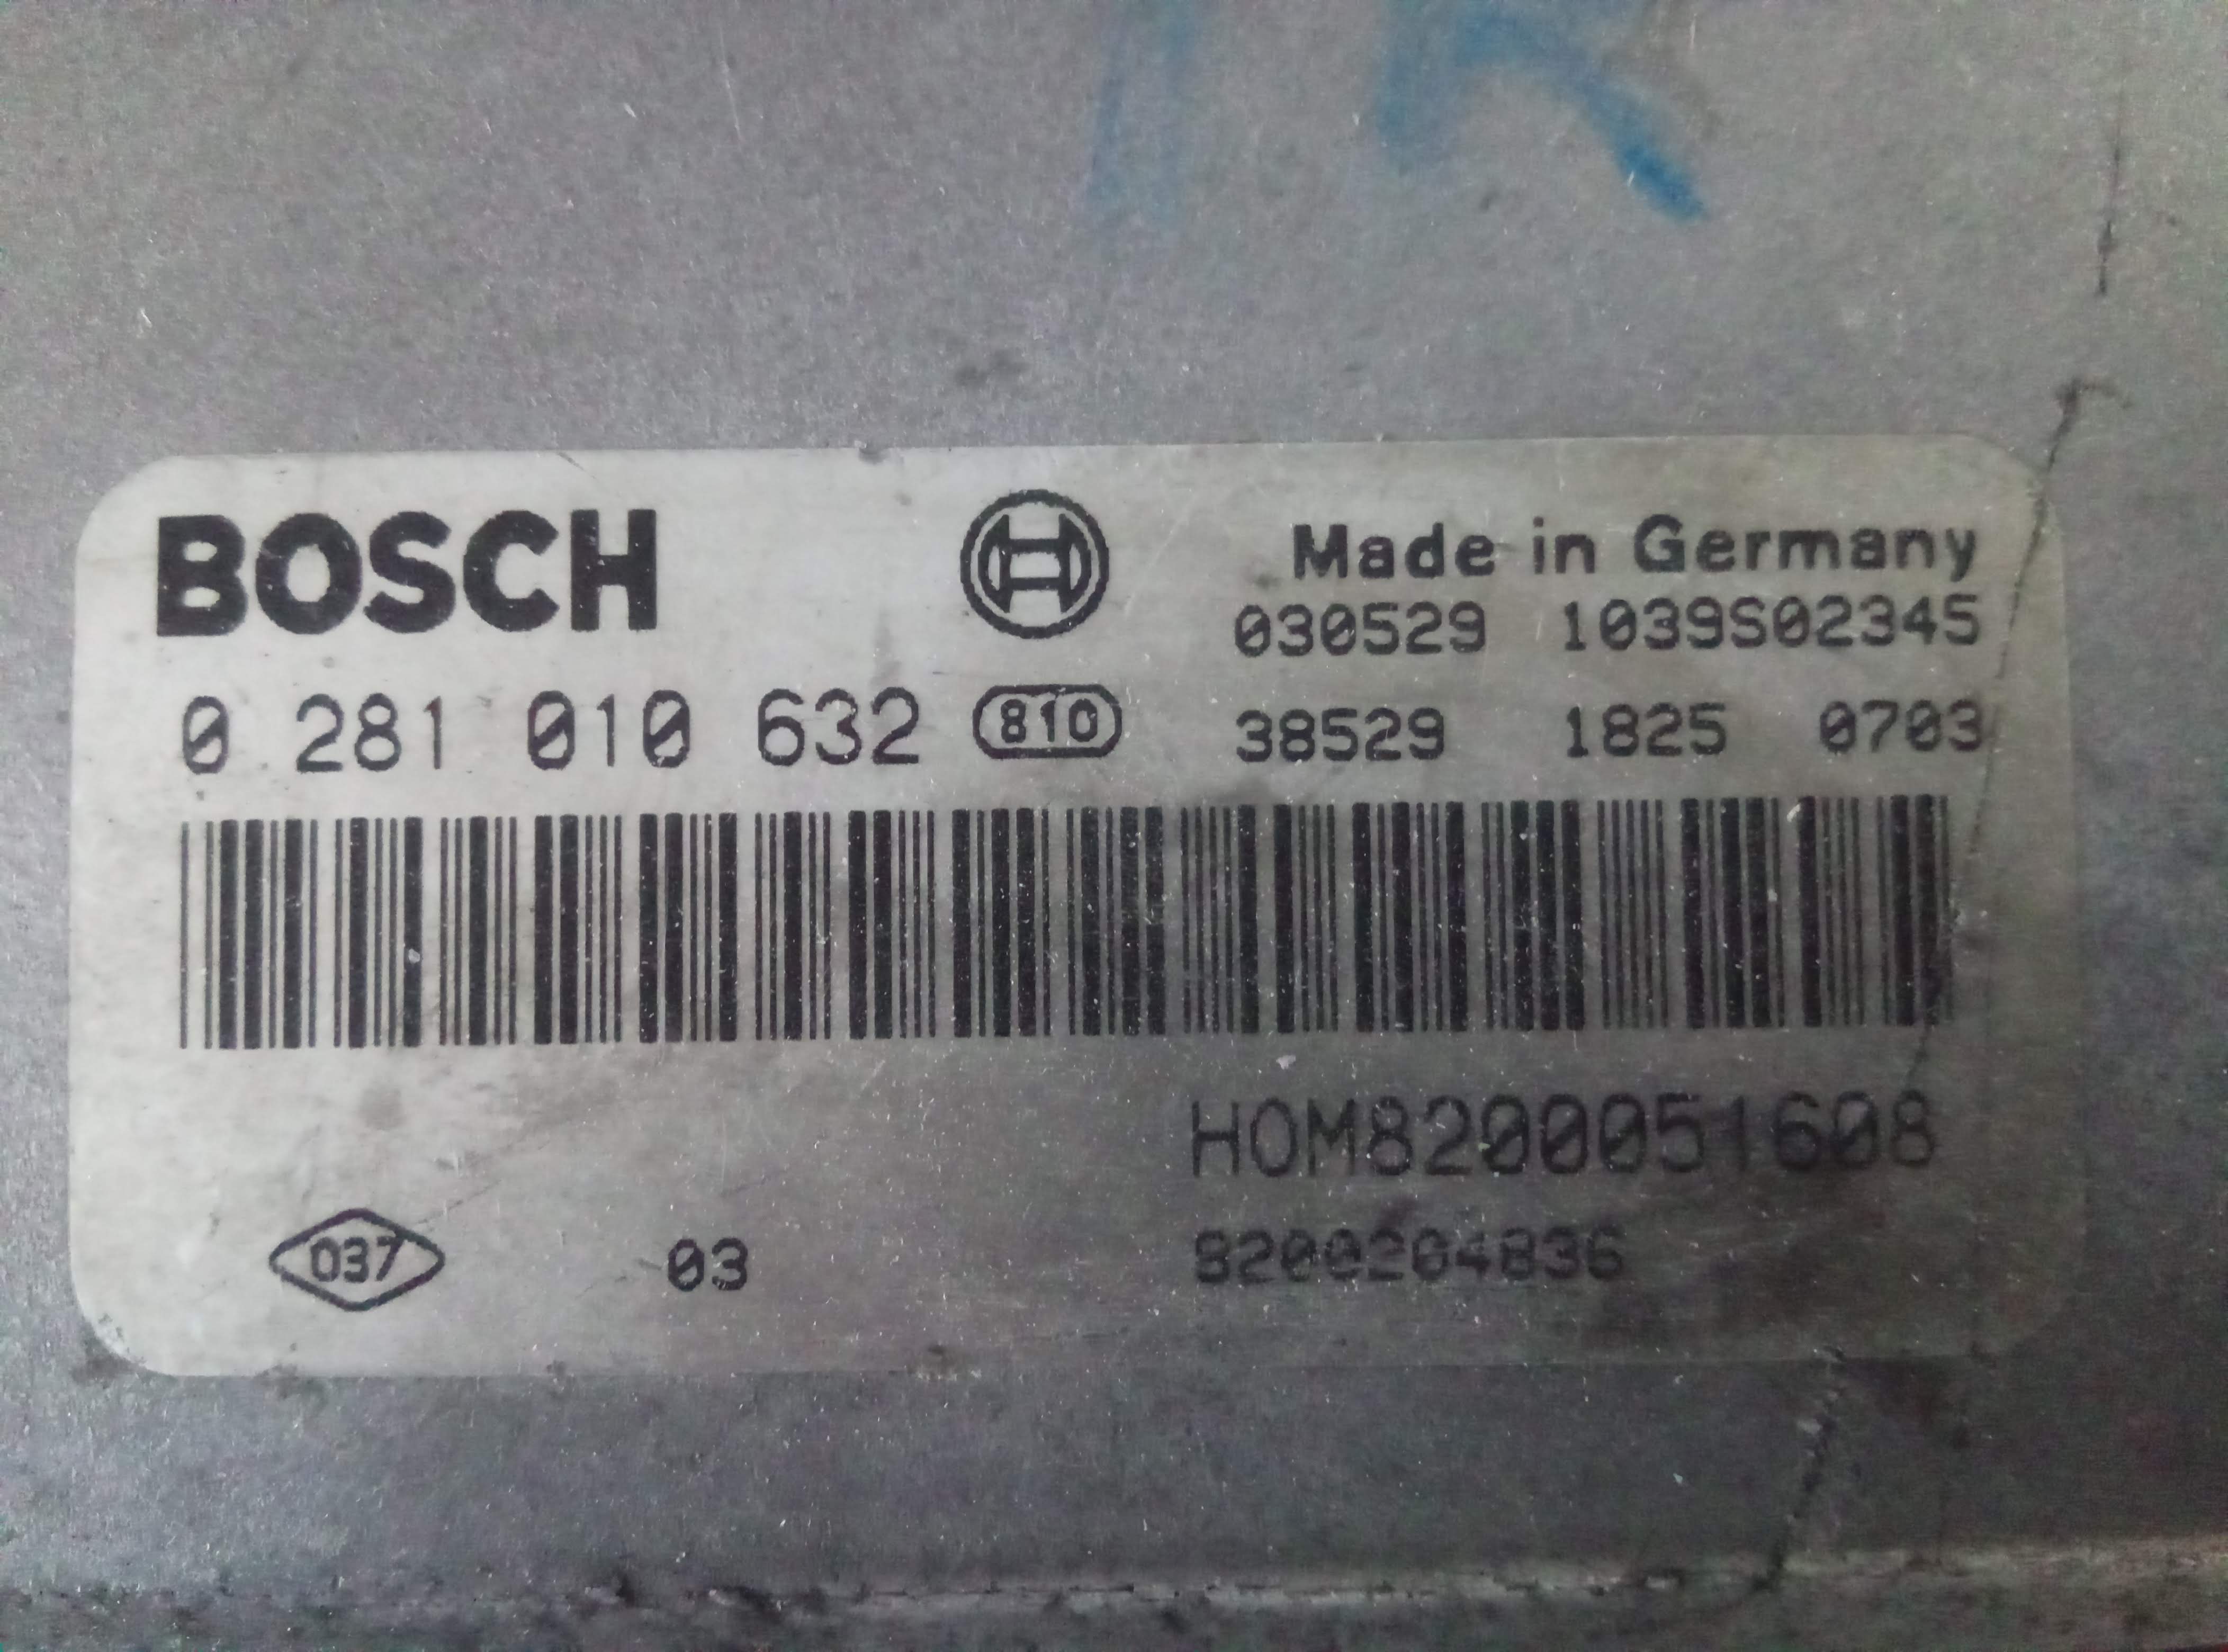 BOSCH
Made in Germany
030529 1039S02345
0 281 010 632 810 38529 1825 0703
HOM8200051608
037 03 8200204836